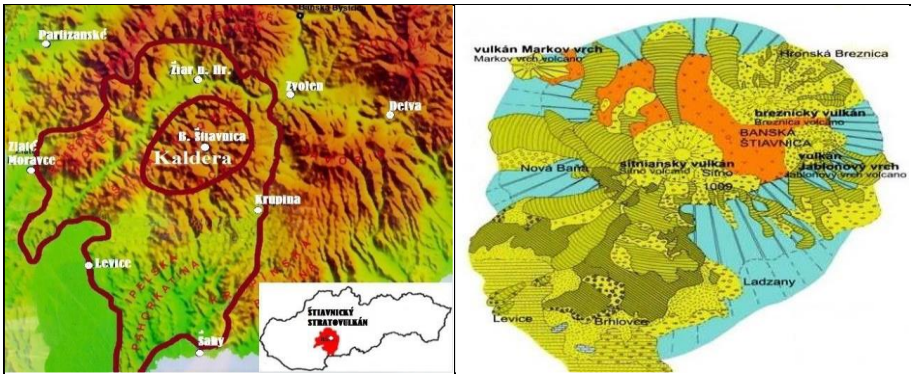 Partizánske
Žiar n. Hr.
Zvolen
Detva
B. Štiavnica
Kaldera
Zlaté
Moravce
Krupina
Levice
Šahy
ŠTIAVNICKÝ
STRATOVULKÁN
vulkán Markov vrch
Markov vrch volcano
Hronská Breznica
breznický vulkán
Breznica volcano
BANSKÁ
ŠTIAVNICA
vulkán
Jabloňový vrch
Jabloňový vrch volcano
Nová Baňa
sitniansky vulkán
Sitno volcano
Sitno
1009
Ladzany
Levice
Brhlovce